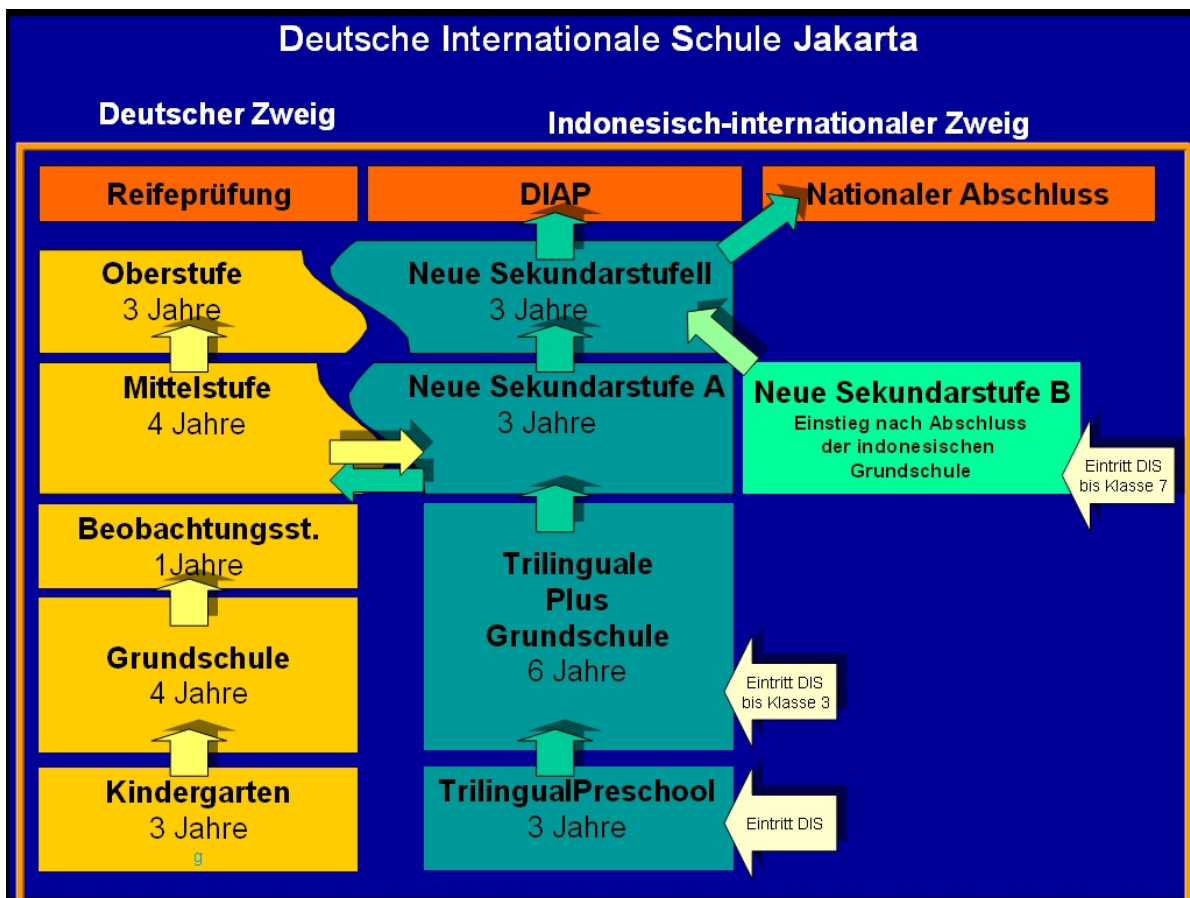 Deutsche Internationale Schule Jakarta
Deutscher Zweig
Indonesisch-internationaler Zweig
Reifeprüfung
DIAP
Nationaler Abschluss
Oberstufe
3 Jahre
Neue SekundarstufeII
3 Jahre
Mittelstufe
4 Jahre
Neue Sekundarstufe A
3 Jahre
Neue Sekundarstufe B
Einstieg nach Abschluss
der indonesischen
Grundschule
Eintritt DIS
bis Klasse 7
Beobachtungsst.
1Jahre
Trilinguale
Plus
Grundschule
6 Jahre
Grundschule
4 Jahre
Eintritt DIS
bis Klasse 3
Kindergarten
3 Jahre
g
TrilingualPreschool
3 Jahre
Eintritt DIS